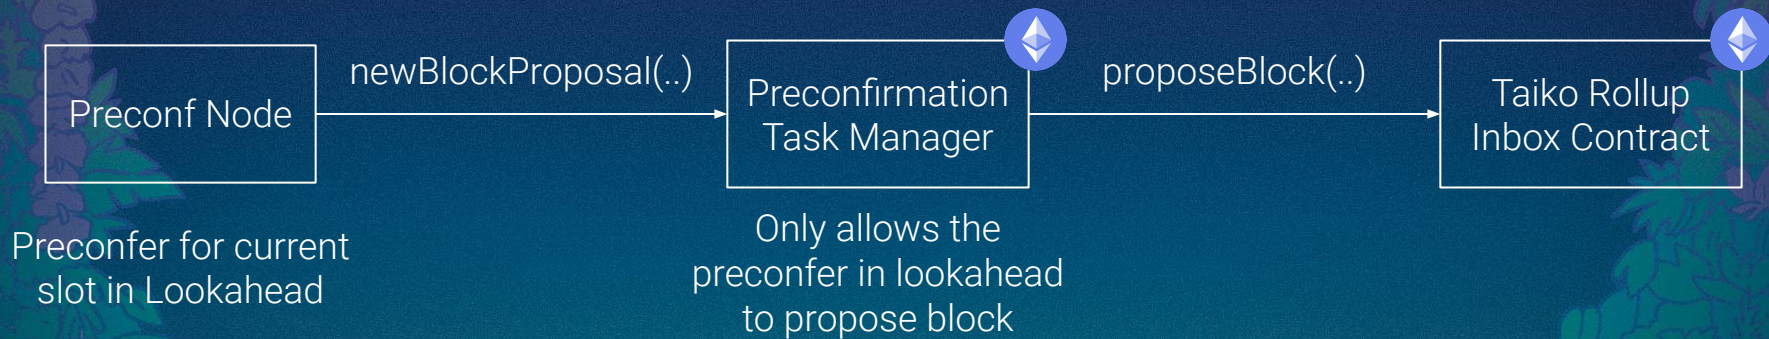 Preconf Node
Preconfer for current
slot in Lookahead
newBlockProposal(..)
Preconfirmation
Task Manager
Only allows the
preconfer in lookahead
to propose block
proposeBlock(..)
Taiko Rollup
Inbox Contract